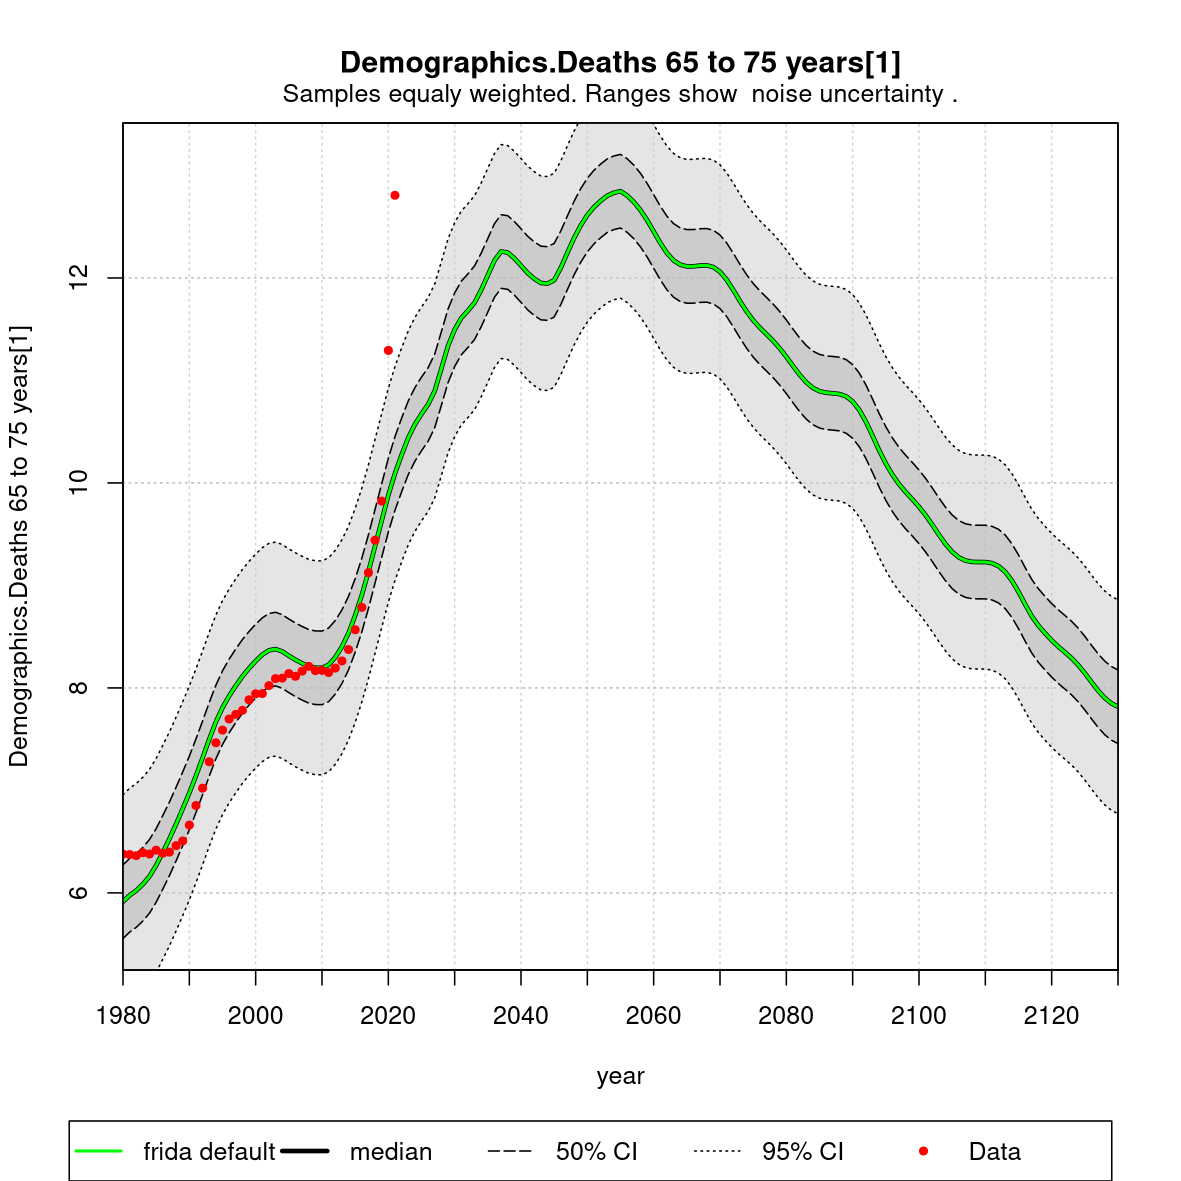 Demographics.Deaths 65 to 75 years[1]
Samples equaly weighted. Ranges show  noise uncertainty .
Demographics.Deaths 65 to 75 years[1]
12
10
8
6
1980 2000 2020 2040 2060 2080 2100 2120
year
frida default median 50% CI 95% CI Data